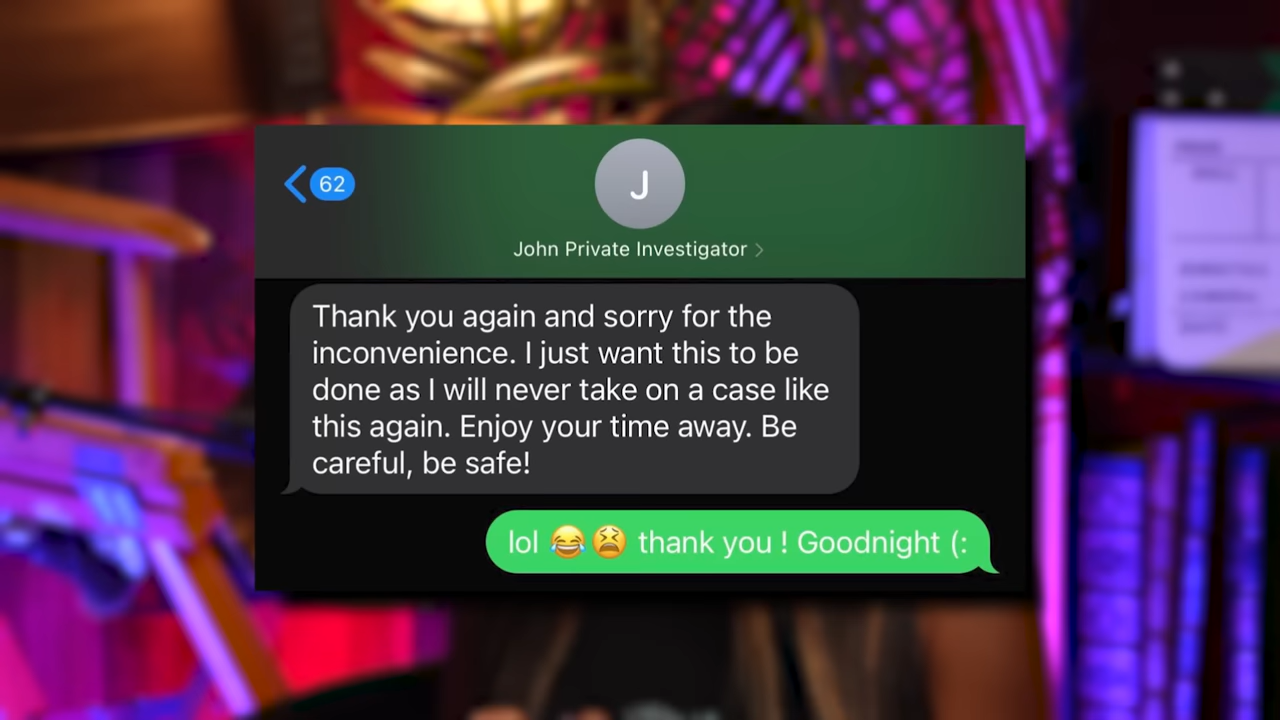 62
J
John Private Investigator
Thank you again and sorry for the
inconvenience. I just want this to be
done as I will never take on a case like
this again. Enjoy your time away. Be
careful, be safe!
lol 😂😫 thank you ! Goodnight (: